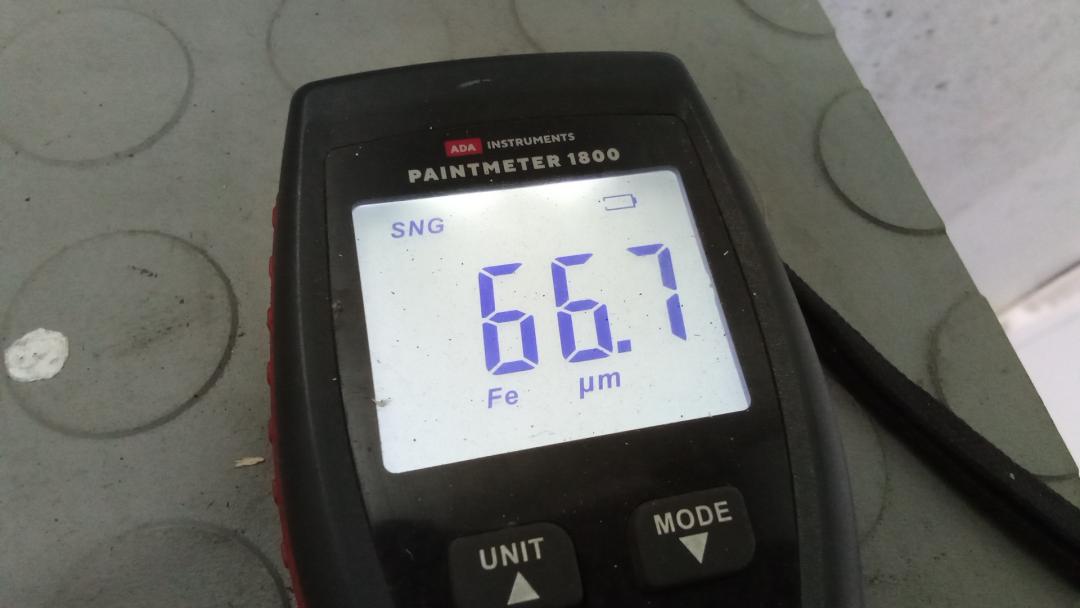 ADA INSTRUMENTS
PAINTMETER 1800
SNG
66.7
Fe µm
UNIT
MODE